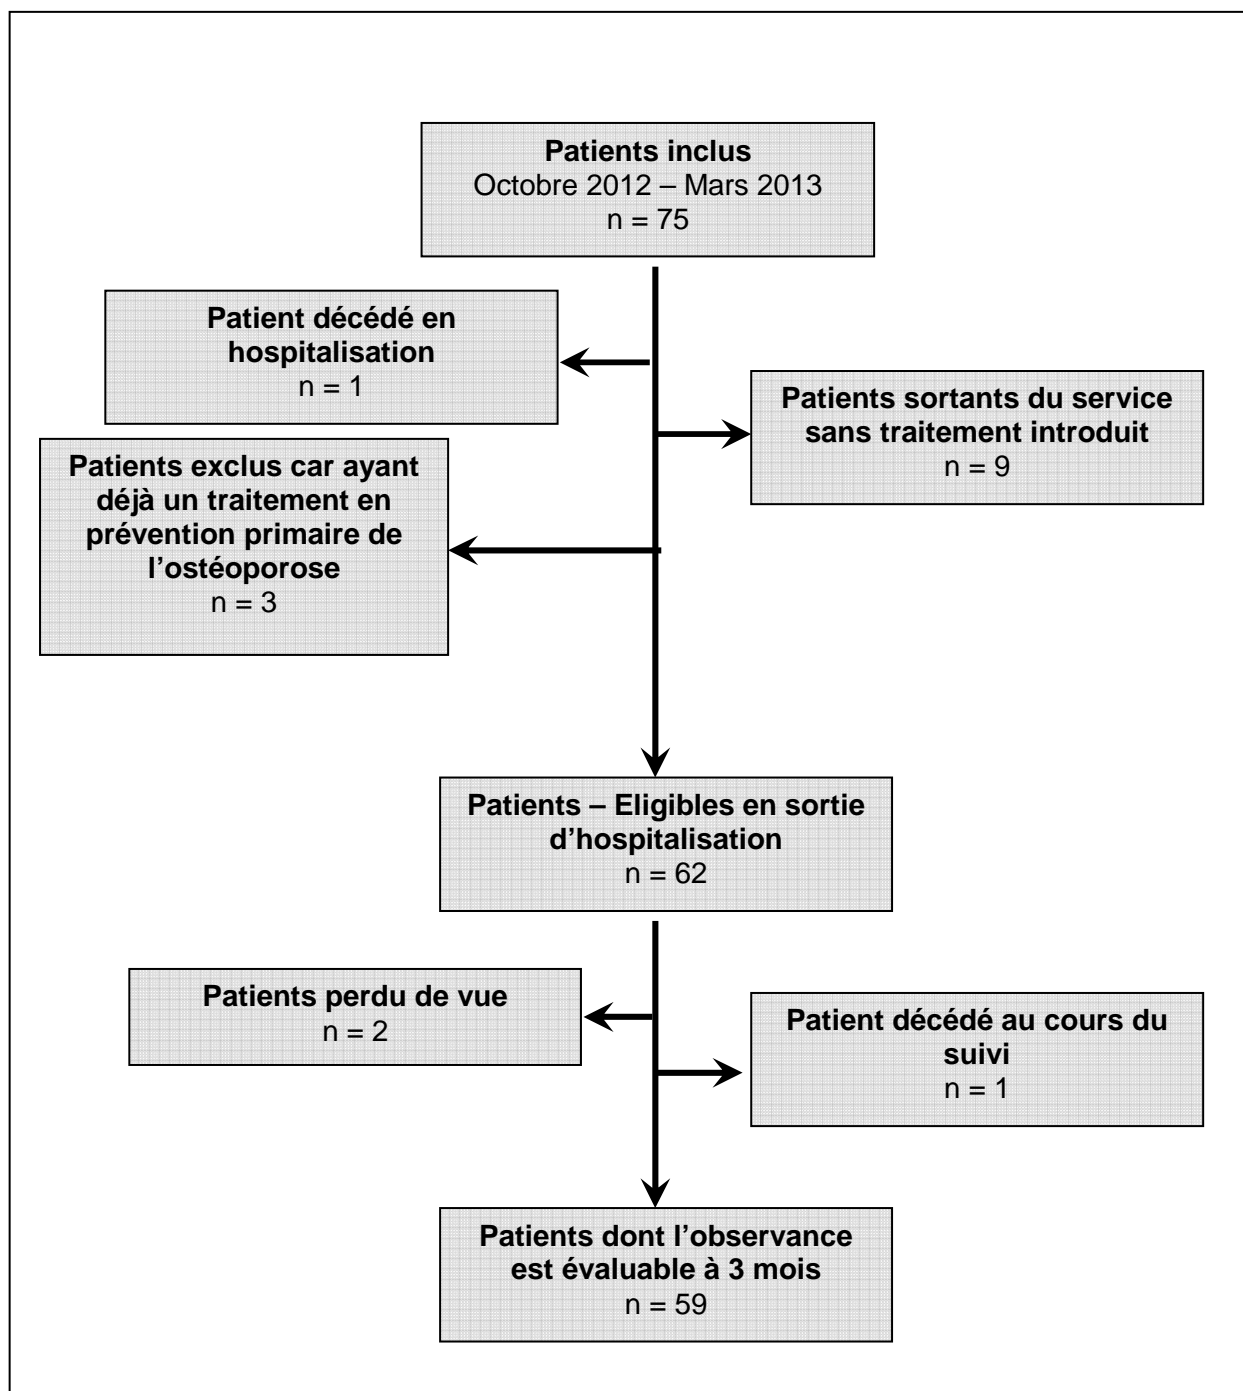 Patients inclus
Octobre 2012 – Mars 2013
n = 75
Patient décédé en
hospitalisation
n = 1
Patients sortants du service
sans traitement introduit
n = 9
Patients exclus car ayant
déjà un traitement en
prévention primaire de
l’ostéoporose
n = 3
Patients – Eligibles en sortie
d’hospitalisation
n = 62
Patients perdu de vue
n = 2
Patient décédé au cours du
suivi
n = 1
Patients dont l’observance
est évaluable à 3 mois
n = 59